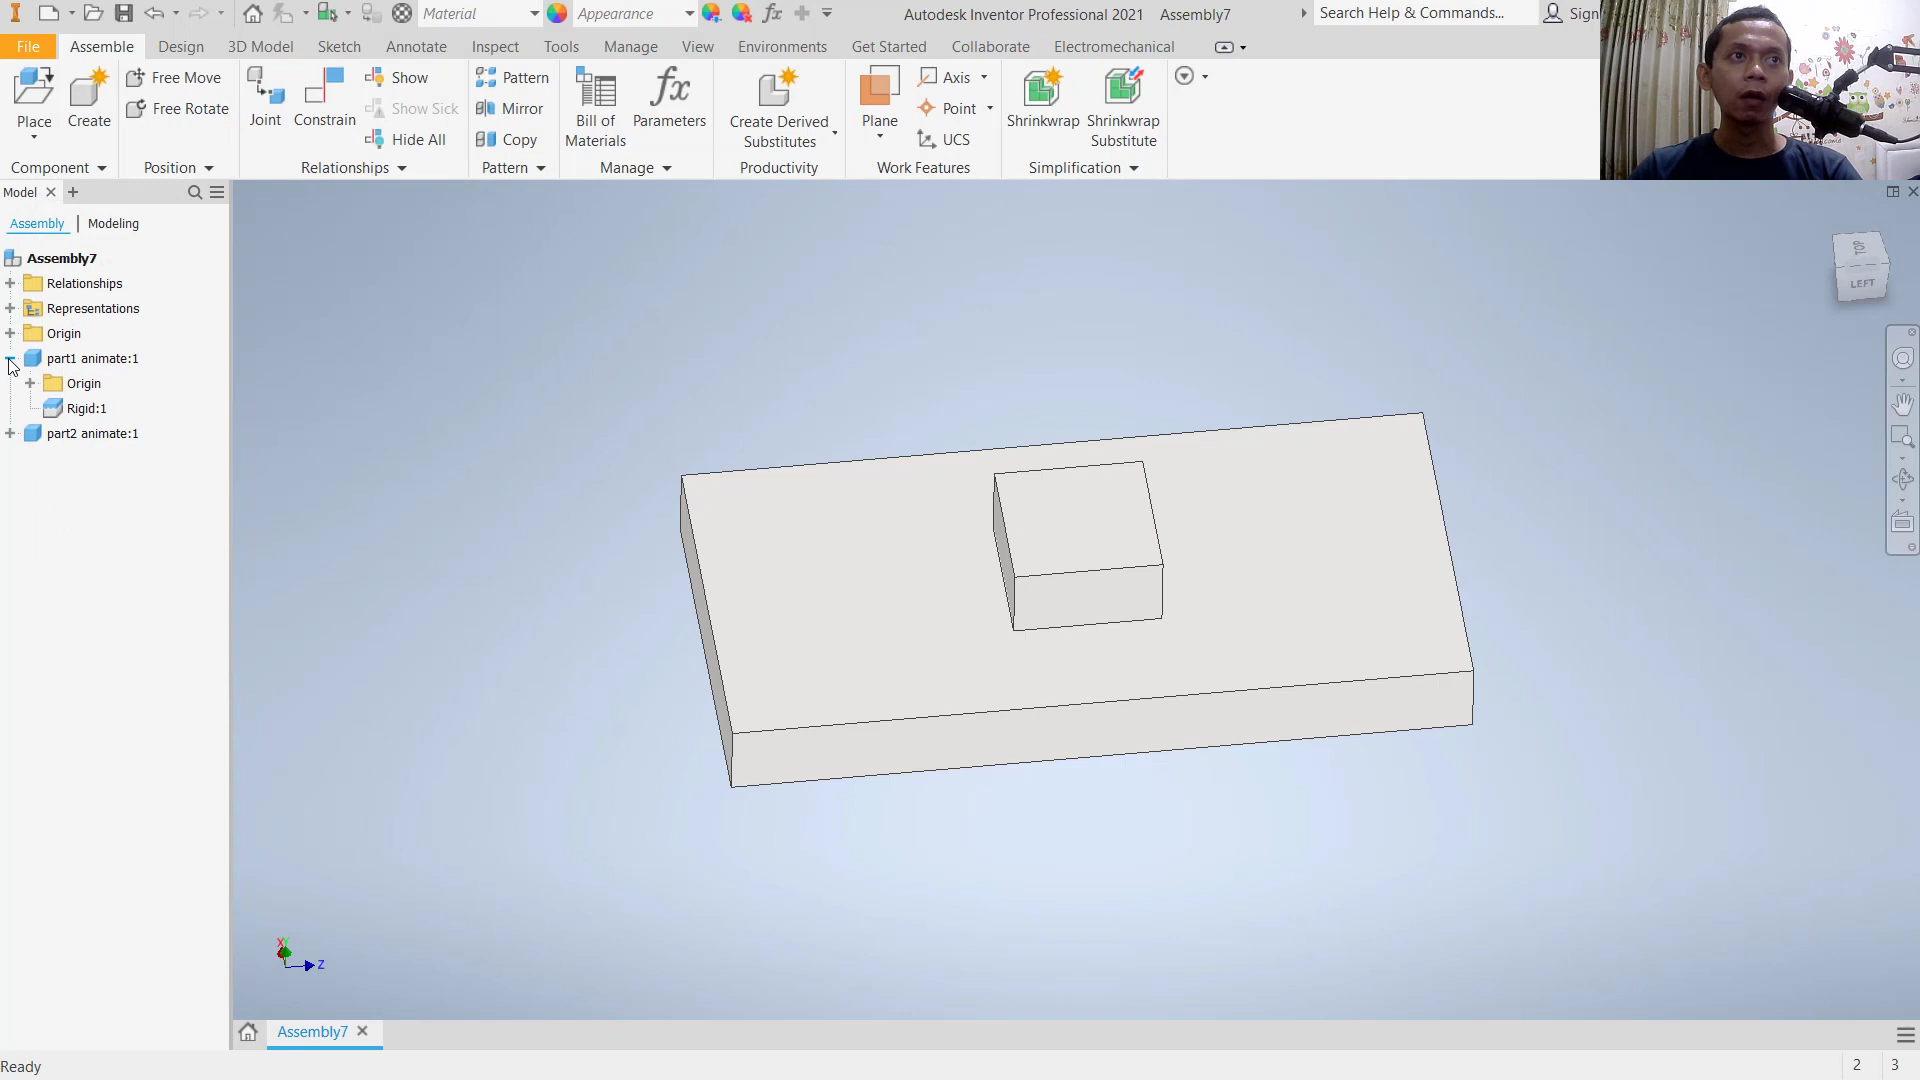 Material
Appearance
fx
Autodesk Inventor Professional 2021 Assembly7
Search Help & Commands...
Sign
File
Assemble
Design
3D Model
Sketch
Annotate
Inspect
Tools
Manage
View
Environments
Get Started
Collaborate
Electromechanical
Place
Create
Free Move
Free Rotate
Joint
Constrain
Show
Show Sick
Hide All
Pattern
Mirror
Copy
Bill of
Materials
fx
Parameters
Create Derived
Substitutes
Plane
Axis
Point
UCS
Shrinkwrap
Shrinkwrap
Substitute
Component
Position
Relationships
Pattern
Manage
Productivity
Work Features
Simplification
Model
Assembly
Modeling
Assembly7
Relationships
Representations
Origin
part1 animate:1
Origin
Rigid:1
part2 animate:1
TOP
LEFT
X
Z
Assembly7
Ready
2
3